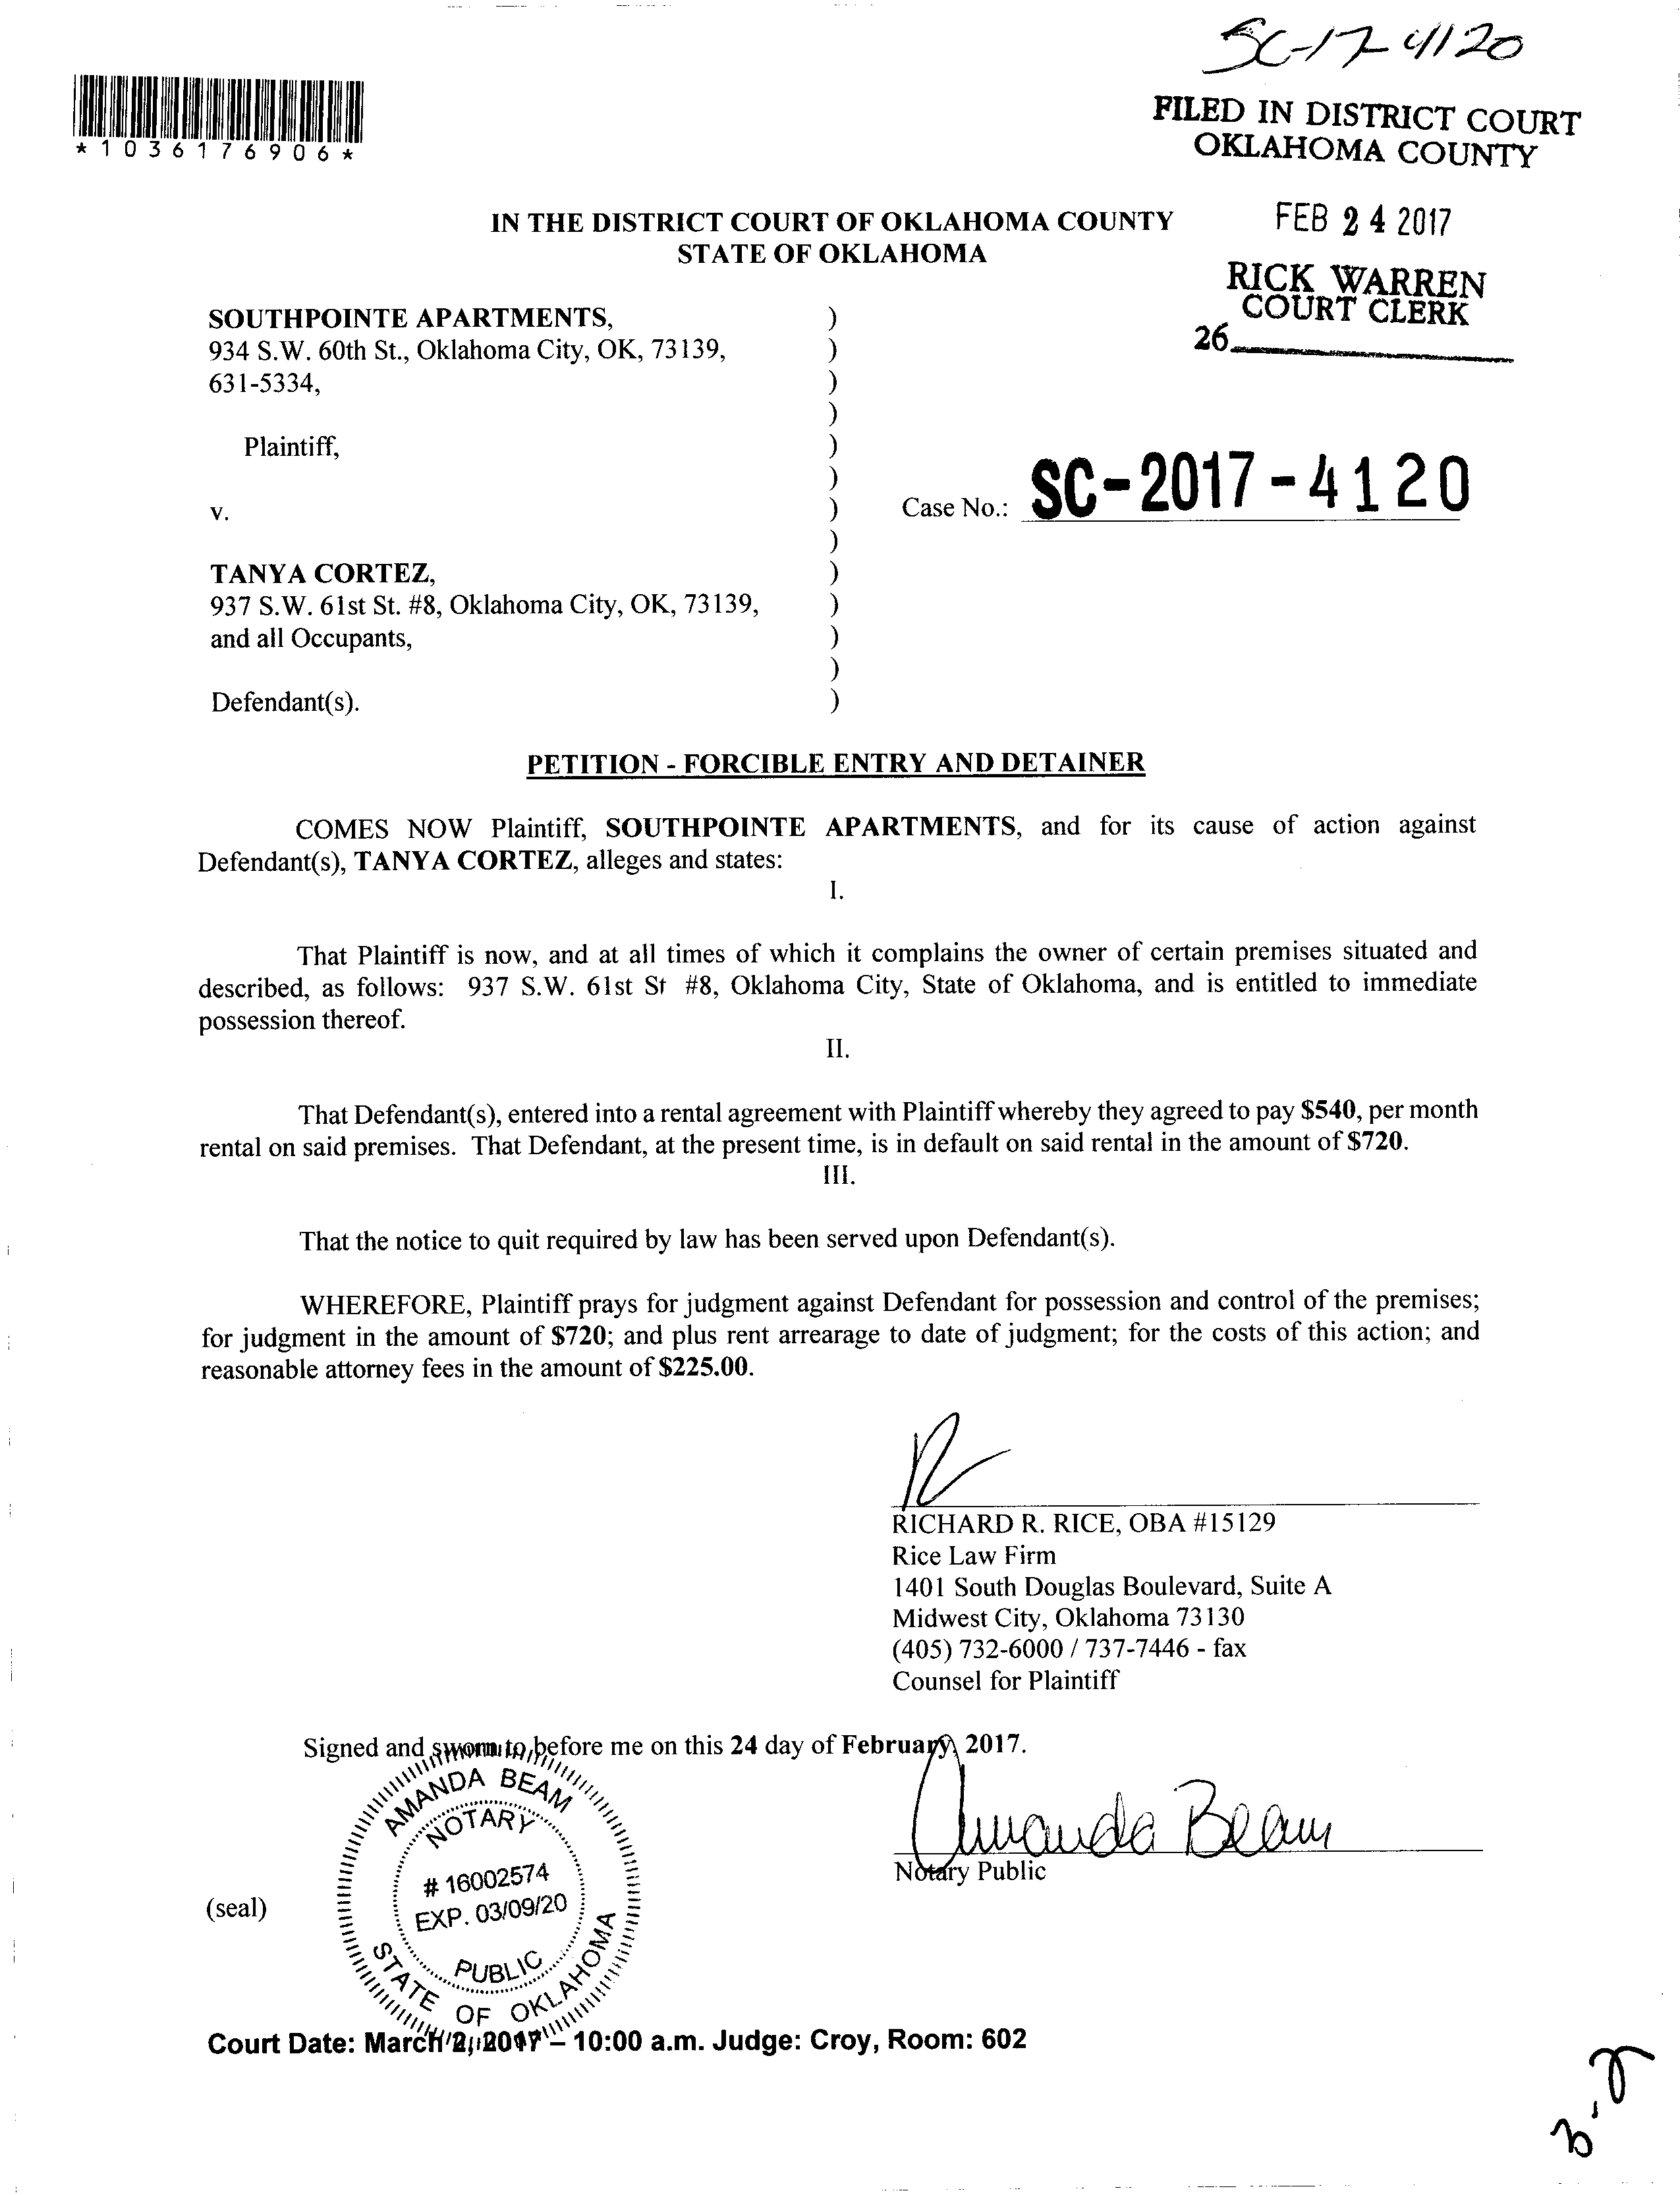 SC-17-4120
*1036176906*
FILED IN DISTRICT COURT
OKLAHOMA COUNTY
FEB 24 2017
RICK WARREN
COURT CLERK
26
IN THE DISTRICT COURT OF OKLAHOMA COUNTY
STATE OF OKLAHOMA
SOUTHPOINTE APARTMENTS, )
934 S.W. 60th St., Oklahoma City, OK, 73139, )
631-5334, )
)
Plaintiff, )
)
v. ) Case No.: SC-2017-4120
)
TANYA CORTEZ, )
937 S.W. 61st St. #8, Oklahoma City, OK, 73139, )
and all Occupants, )
)
Defendant(s). )
PETITION - FORCIBLE ENTRY AND DETAINER
COMES NOW Plaintiff, SOUTHPOINTE APARTMENTS, and for its cause of action against
Defendant(s), TANYA CORTEZ, alleges and states:
I.
That Plaintiff is now, and at all times of which it complains the owner of certain premises situated and
described, as follows: 937 S.W. 61st St #8, Oklahoma City, State of Oklahoma, and is entitled to immediate
possession thereof.
II.
That Defendant(s), entered into a rental agreement with Plaintiff whereby they agreed to pay $540, per month
rental on said premises. That Defendant, at the present time, is in default on said rental in the amount of $720.
III.
That the notice to quit required by law has been served upon Defendant(s).
WHEREFORE, Plaintiff prays for judgment against Defendant for possession and control of the premises;
for judgment in the amount of $720; and plus rent arrearage to date of judgment; for the costs of this action; and
reasonable attorney fees in the amount of $225.00.
RICHARD R. RICE, OBA #15129
Rice Law Firm
1401 South Douglas Boulevard, Suite A
Midwest City, Oklahoma 73130
(405) 732-6000 / 737-7446 - fax
Counsel for Plaintiff
Signed and sworn to before me on this 24 day of February, 2017.
Amanda Beam
Notary Public
(seal)
AMANDA BEAM
NOTARY
# 16002574
EXP. 03/09/20
PUBLIC
STATE OF OKLAHOMA
Court Date: March 2, 2017 – 10:00 a.m. Judge: Croy, Room: 602